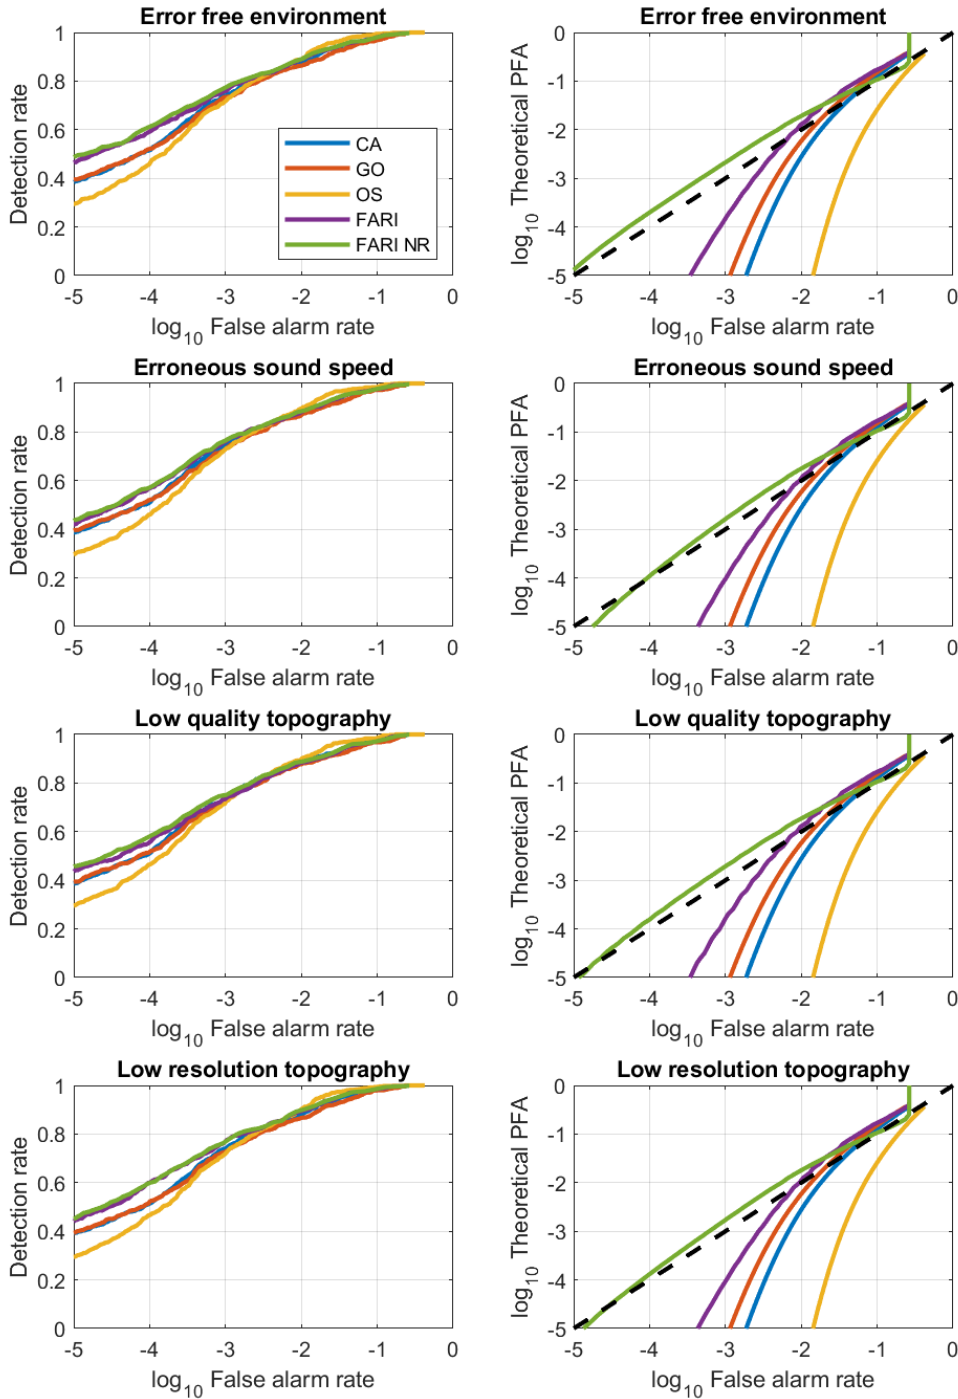 Error free environment
Detection rate
1
0.8
0.6
0.4
0.2
0
CA
GO
OS
FARI
FARI NR
-5 -4 -3 -2 -1 0
log10 False alarm rate
Error free environment
log10 Theoretical PFA
0
-1
-2
-3
-4
-5
-5 -4 -3 -2 -1 0
log10 False alarm rate
Erroneous sound speed
Detection rate
1
0.8
0.6
0.4
0.2
0
-5 -4 -3 -2 -1 0
log10 False alarm rate
Erroneous sound speed
log10 Theoretical PFA
0
-1
-2
-3
-4
-5
-5 -4 -3 -2 -1 0
log10 False alarm rate
Low quality topography
Detection rate
1
0.8
0.6
0.4
0.2
0
-5 -4 -3 -2 -1 0
log10 False alarm rate
Low quality topography
log10 Theoretical PFA
0
-1
-2
-3
-4
-5
-5 -4 -3 -2 -1 0
log10 False alarm rate
Low resolution topography
Detection rate
1
0.8
0.6
0.4
0.2
0
-5 -4 -3 -2 -1 0
log10 False alarm rate
Low resolution topography
log10 Theoretical PFA
0
-1
-2
-3
-4
-5
-5 -4 -3 -2 -1 0
log10 False alarm rate